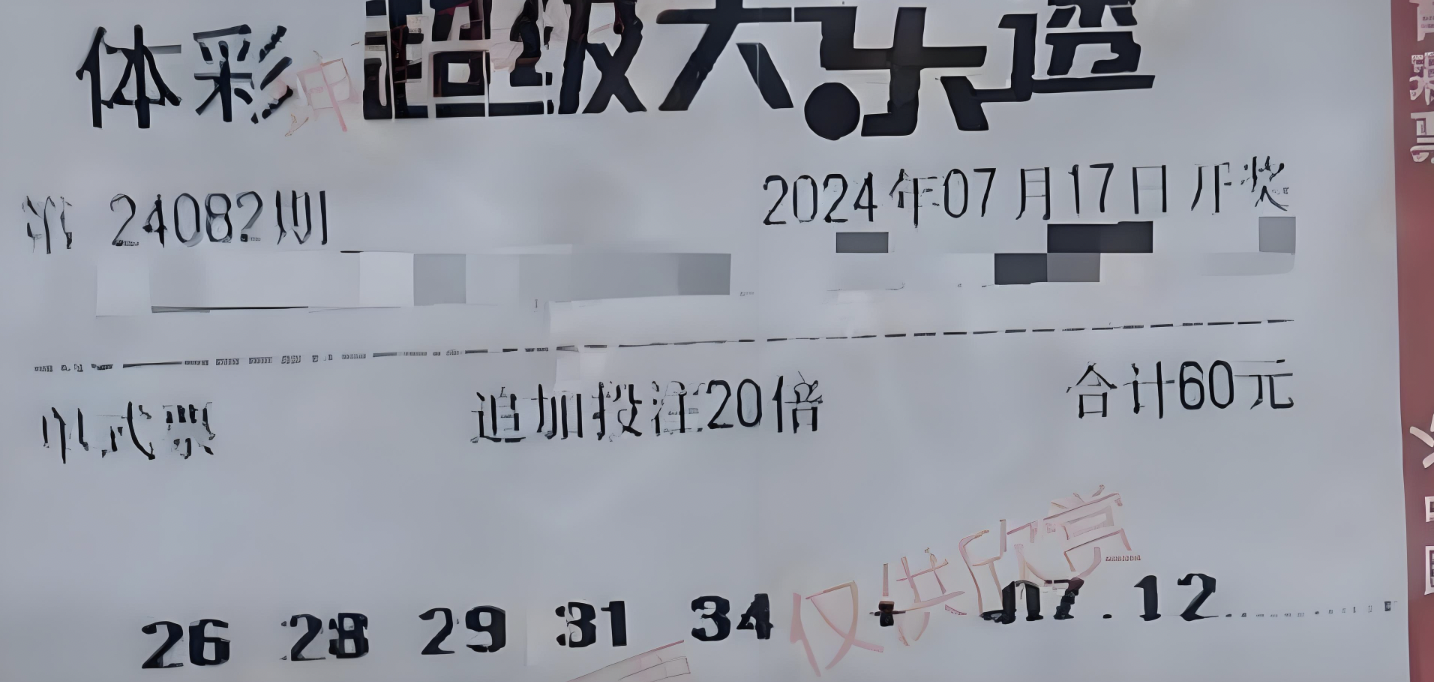 体彩 超级大乐透
第 24082期 2024年07月17日开奖
单式票 追加投注20倍 合计60元
26 28 29 31 34 + 07.12
仅供欣赏